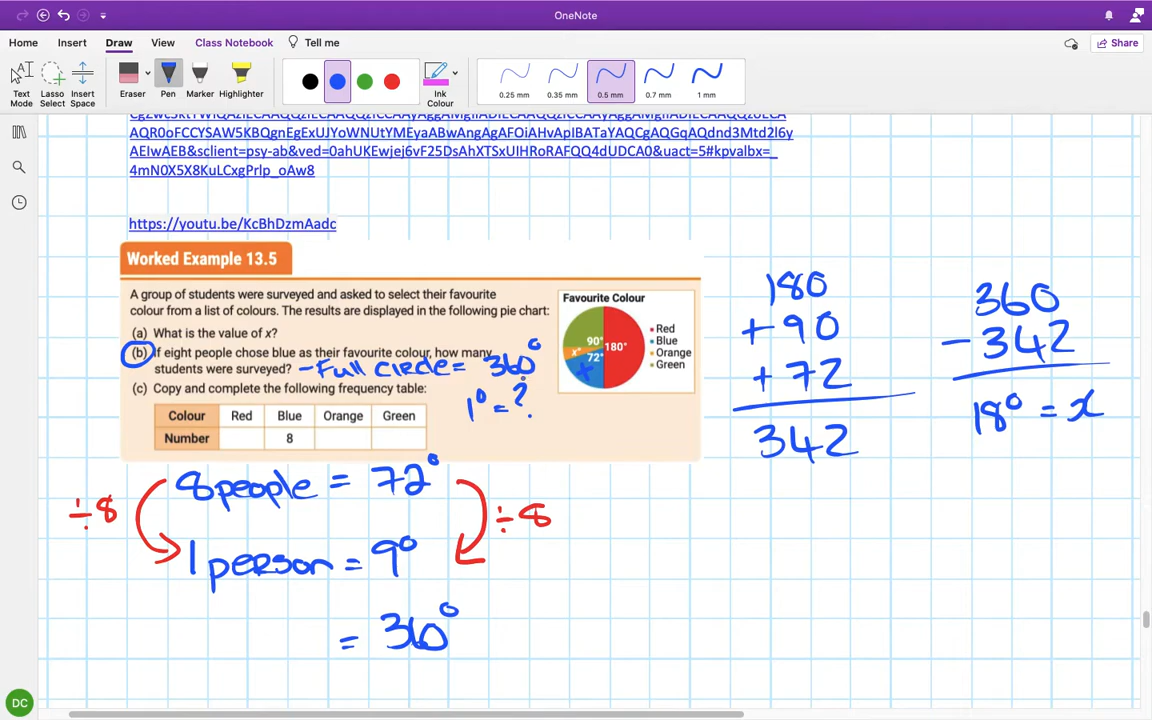 OneNote
Home Insert Draw View Class Notebook Tell me Share
Text Mode
Lasso Select
Insert Space
Eraser
Pen
Marker
Highlighter
Ink Colour
0.25 mm
0.35 mm
0.5 mm
0.7 mm
1 mm
AQR0oFCCYSAW5KBQgnEgExUJYoWNUtYMEyaABwAngAgAFOiAHvApIBATaYAQCgAQGqAQdnd3Mtd2l6y
AEIwAEB&sclient=psy-ab&ved=0ahUKEwjej6vF25DsAhXTSxUIHRoRAFQQ4dUDCA0&uact=5#kpvalbx=_
4mN0X5X8KuLCxgPrlp_oAw8
https://youtu.be/KcBhDzmAadc
Worked Example 13.5
A group of students were surveyed and asked to select their favourite
colour from a list of colours. The results are displayed in the following pie chart:
(a) What is the value of x?
(b) If eight people chose blue as their favourite colour, how many
students were surveyed? - Full circle = 360°
1° = ?
(c) Copy and complete the following frequency table:
Colour Red Blue Orange Green
Number 8
Favourite Colour
90°
x°
180°
72°
Red
Blue
Orange
Green
180
+ 90
+ 72
342
360
- 342
18° = x
8 people = 72°
÷8 ÷8
1 person = 9°
= 360°
DC